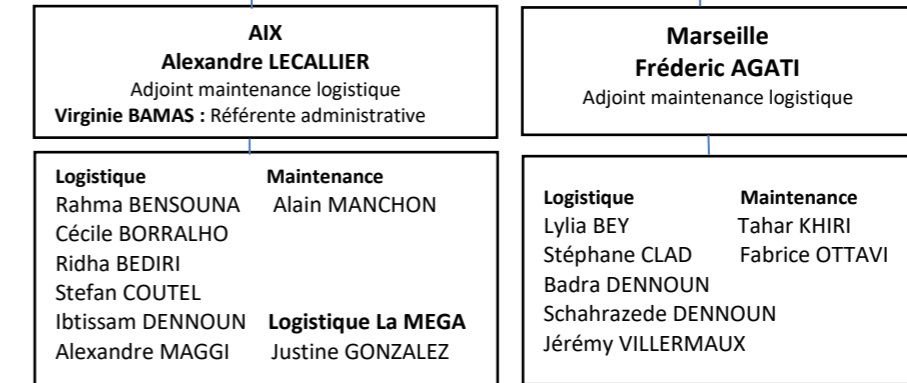 AIX
Alexandre LECALLIER
Adjoint maintenance logistique
Virginie BAMAS : Référente administrative
Logistique Maintenance
Rahma BENSOUNA Alain MANCHON
Cécile BORRALHO
Ridha BEDIRI
Stefan COUTEL
Ibtissam DENNOUN Logistique La MEGA
Alexandre MAGGI Justine GONZALEZ
Marseille
Fréderic AGATI
Adjoint maintenance logistique
Logistique Maintenance
Lylia BEY Tahar KHIRI
Stéphane CLAD Fabrice OTTAVI
Badra DENNOUN
Schahrazede DENNOUN
Jérémy VILLERMAUX